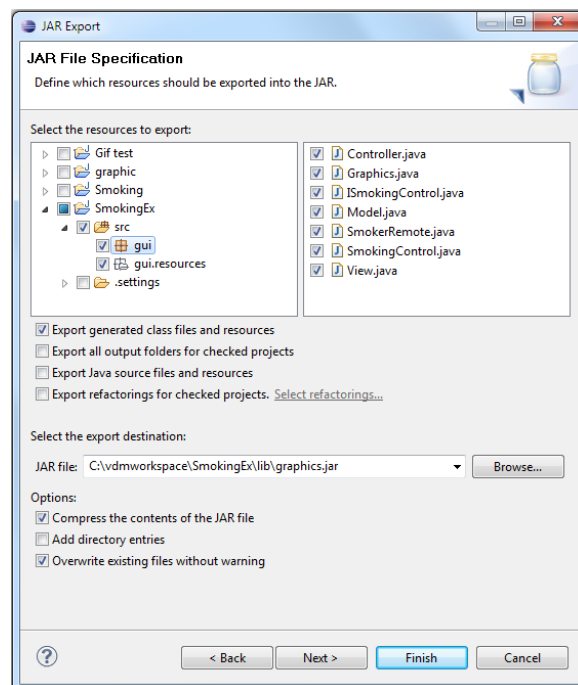 JAR Export
JAR File Specification
Define which resources should be exported into the JAR.
Select the resources to export:
Gif test
graphic
Smoking
SmokingEx
src
gui
gui.resources
.settings
Controller.java
Graphics.java
ISmokingControl.java
Model.java
SmokerRemote.java
SmokingControl.java
View.java
Export generated class files and resources
Export all output folders for checked projects
Export Java source files and resources
Export refactorings for checked projects. Select refactorings...
Select the export destination:
JAR file: C:\vdmworkspace\SmokingEx\lib\graphics.jar Browse...
Options:
Compress the contents of the JAR file
Add directory entries
Overwrite existing files without warning
? < Back Next > Finish Cancel